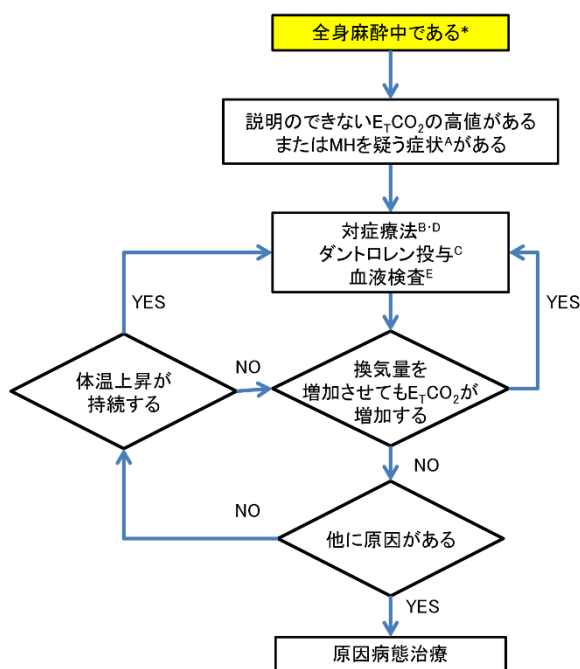 全身麻酔中である*
説明のできないETCO2の高値がある
またはMHを疑う症状Aがある
対症療法B・D
ダントロレン投与C
血液検査E
YES
YES
体温上昇が
持続する
NO
換気量を
増加させてもETCO2が
増加する
NO
NO
他に原因がある
YES
原因病態治療